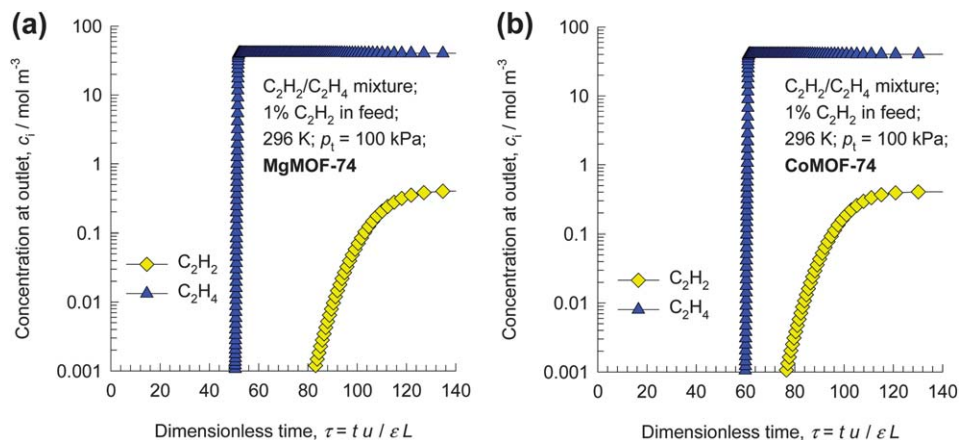 (a)
100
10
1
0.1
0.01
0.001
Concentration at outlet, cᵢ / mol m⁻³
C₂H₂/C₂H₄ mixture;
1% C₂H₂ in feed;
296 K; pₜ = 100 kPa;
MgMOF-74
C₂H₂
C₂H₄
0 20 40 60 80 100 120 140
Dimensionless time, τ = t u / ε L
(b)
100
10
1
0.1
0.01
0.001
Concentration at outlet, cᵢ / mol m⁻³
C₂H₂/C₂H₄ mixture;
1% C₂H₂ in feed;
296 K; pₜ = 100 kPa;
CoMOF-74
C₂H₂
C₂H₄
0 20 40 60 80 100 120 140
Dimensionless time, τ = t u / ε L